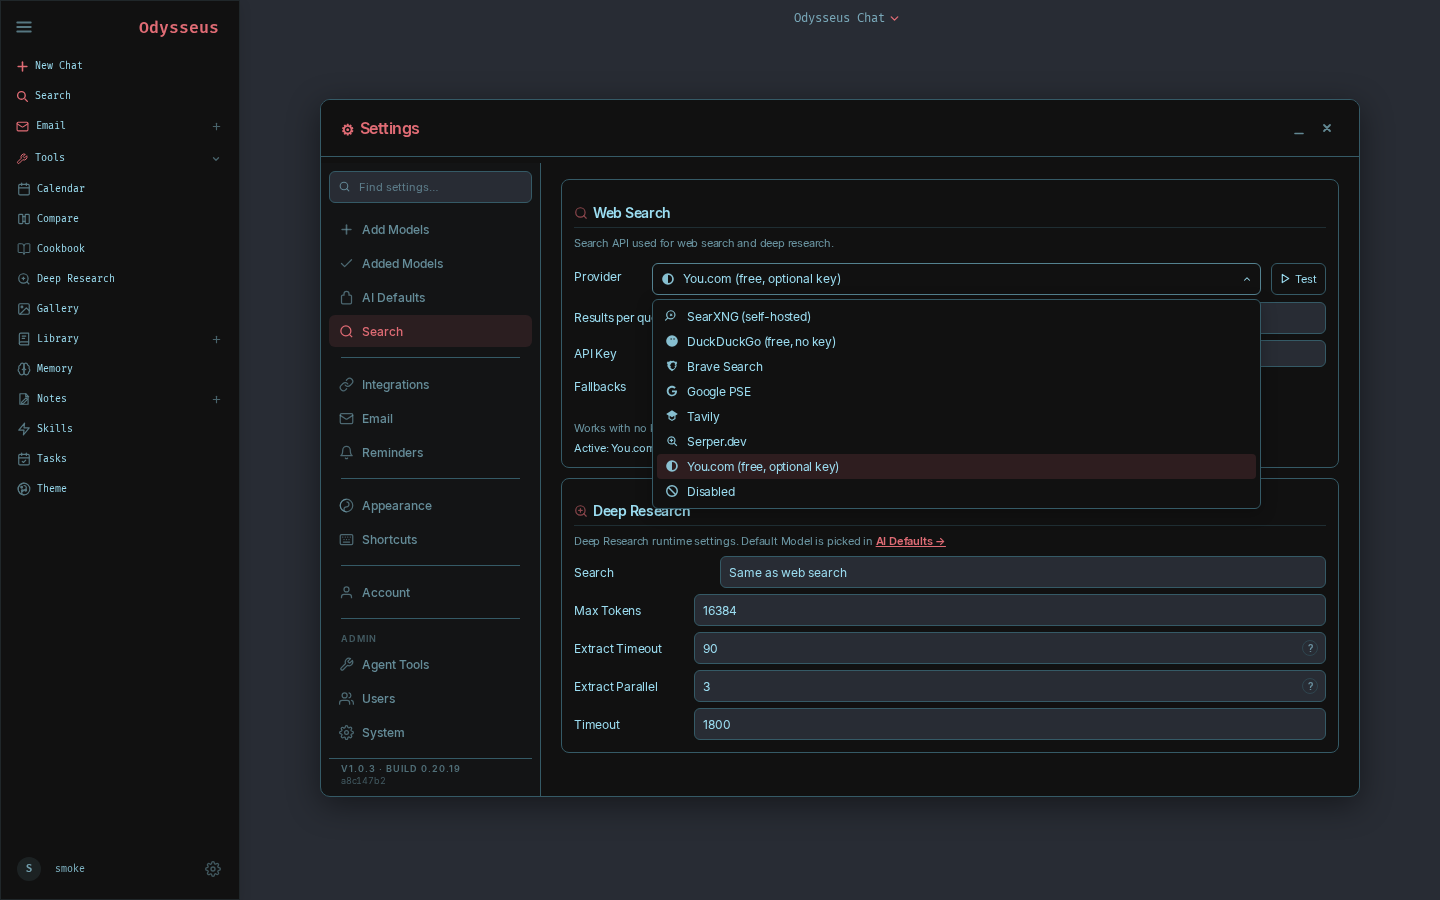 Odysseus
New Chat
Search
Email
Tools
Calendar
Compare
Cookbook
Deep Research
Gallery
Library
Memory
Notes
Skills
Tasks
Theme
S smoke
Odysseus Chat
Settings
Find settings...
Add Models
Added Models
AI Defaults
Search
Integrations
Email
Reminders
Appearance
Shortcuts
Account
ADMIN
Agent Tools
Users
System
V1.0.3 · BUILD 0.20.19
a8c147b2
Web Search
Search API used for web search and deep research.
Provider You.com (free, optional key) Test
Results per qu
API Key
Fallbacks
Works with no
Active: You.com
SearXNG (self-hosted)
DuckDuckGo (free, no key)
Brave Search
Google PSE
Tavily
Serper.dev
You.com (free, optional key)
Disabled
Deep Research
Deep Research runtime settings. Default Model is picked in AI Defaults →
Search Same as web search
Max Tokens 16384
Extract Timeout 90 ?
Extract Parallel 3 ?
Timeout 1800